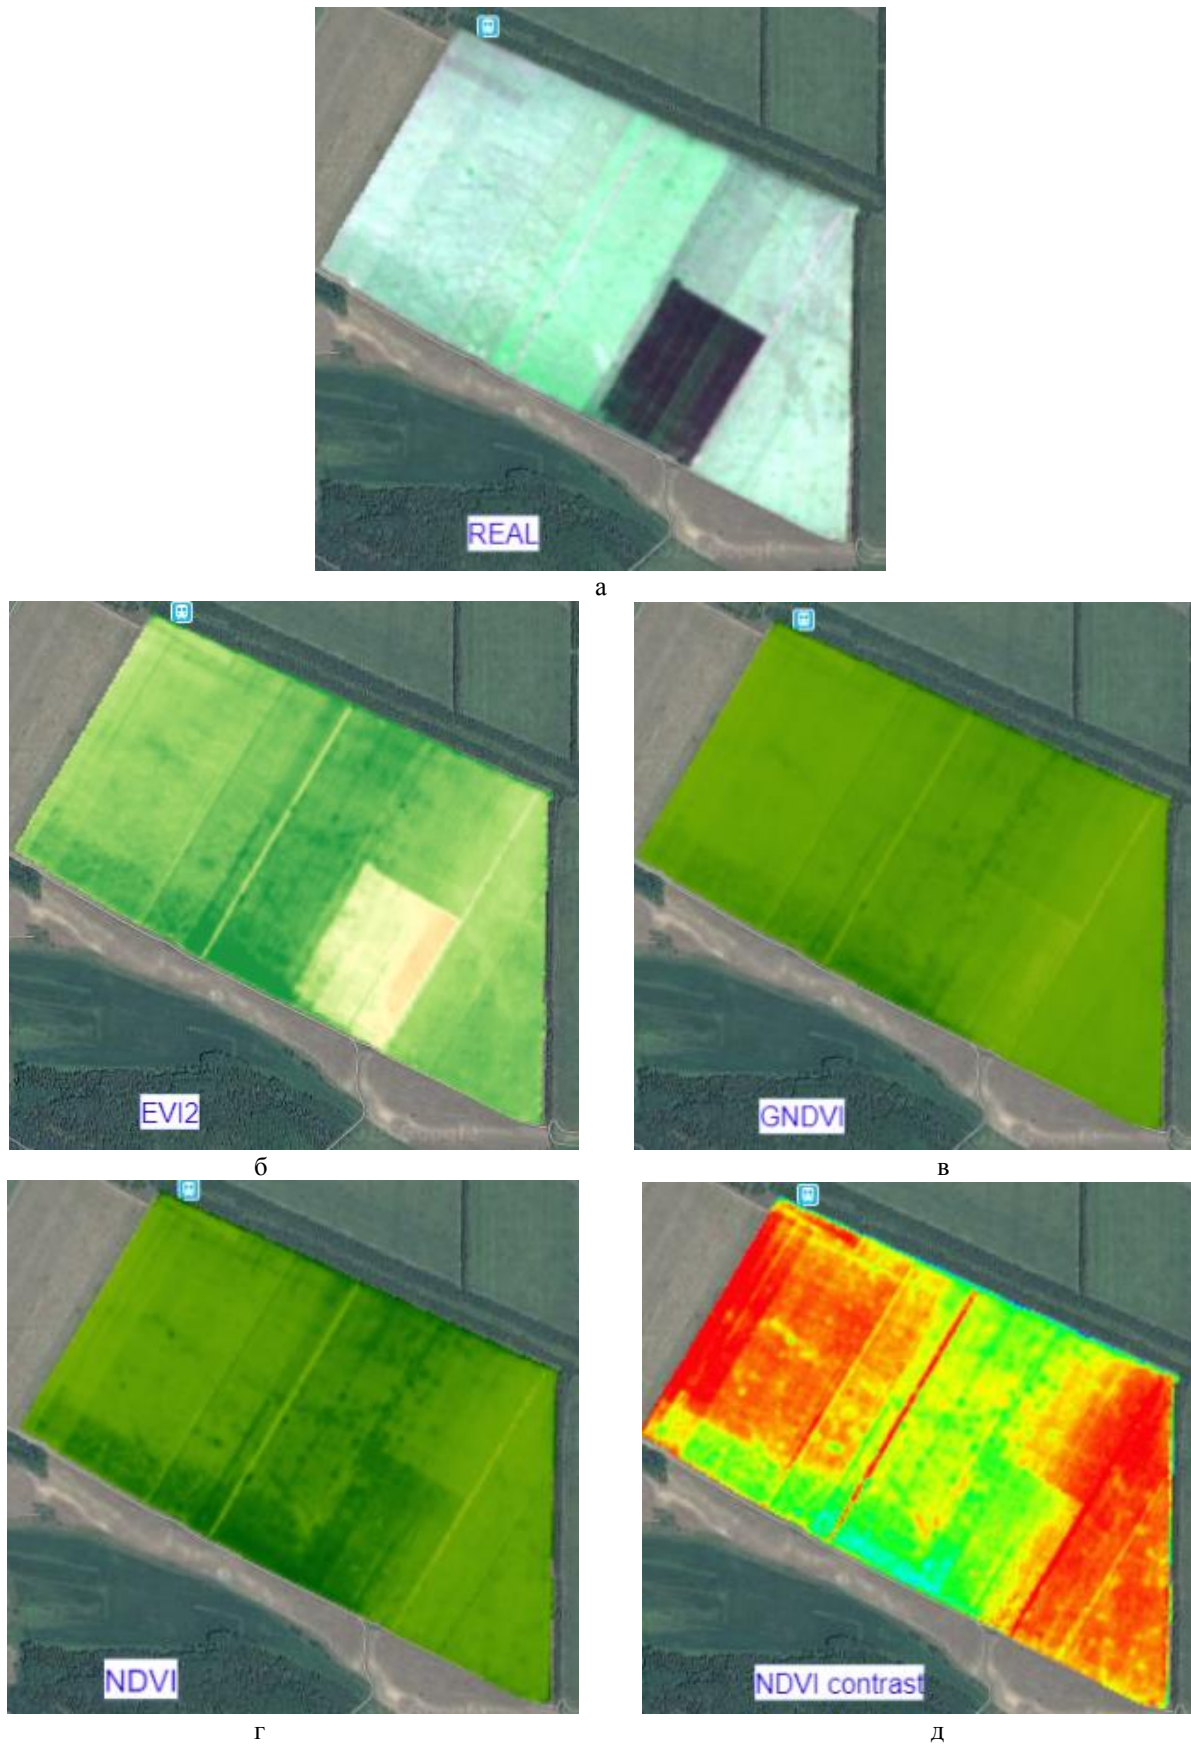 REAL
а
EVI2
GNDVI
б
в
NDVI
NDVI contrast
г
д